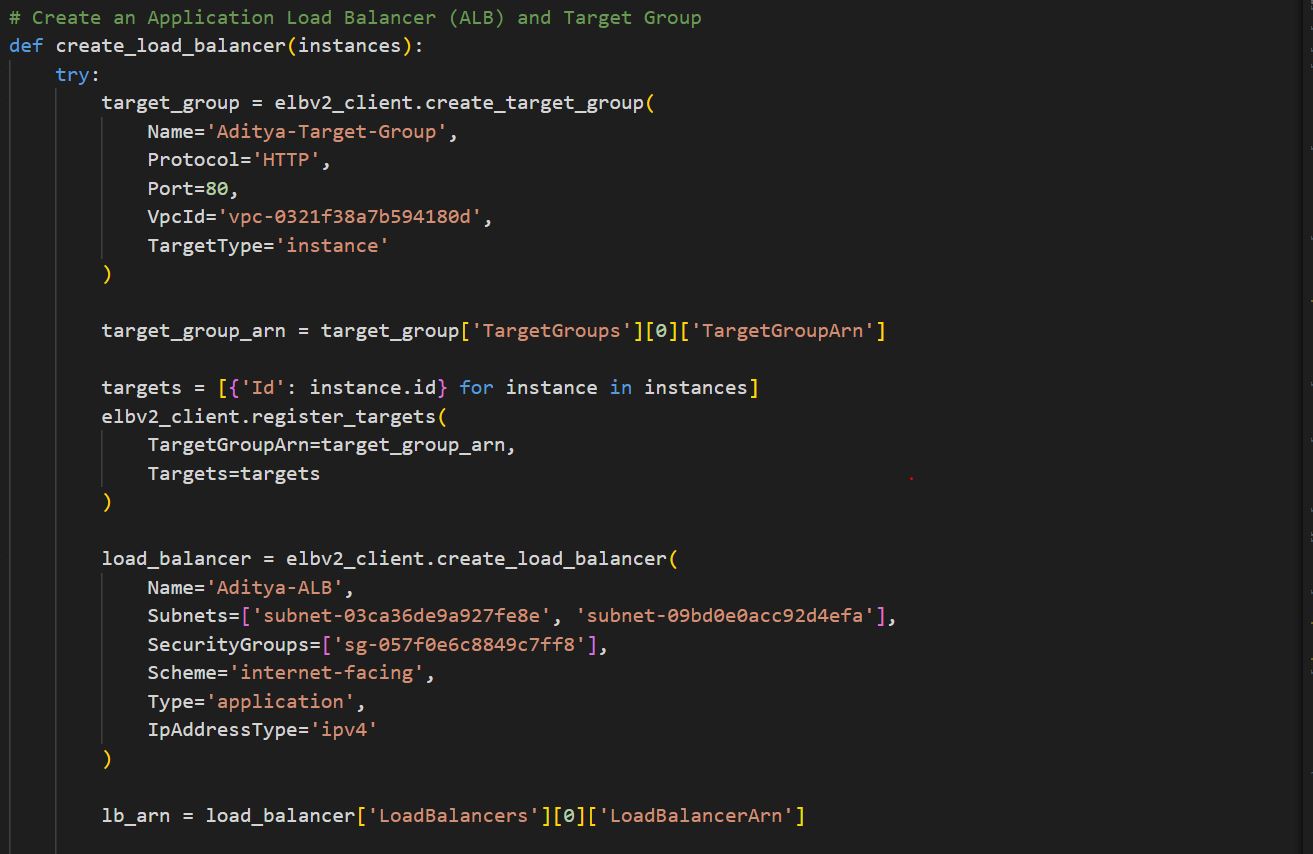 # Create an Application Load Balancer (ALB) and Target Group
def create_load_balancer(instances):
    try:
        target_group = elbv2_client.create_target_group(
            Name='Aditya-Target-Group',
            Protocol='HTTP',
            Port=80,
            VpcId='vpc-0321f38a7b594180d',
            TargetType='instance'
        )

        target_group_arn = target_group['TargetGroups'][0]['TargetGroupArn']

        targets = [{'Id': instance.id} for instance in instances]
        elbv2_client.register_targets(
            TargetGroupArn=target_group_arn,
            Targets=targets
        )

        load_balancer = elbv2_client.create_load_balancer(
            Name='Aditya-ALB',
            Subnets=['subnet-03ca36de9a927fe8e', 'subnet-09bd0e0acc92d4efa'],
            SecurityGroups=['sg-057f0e6c8849c7ff8'],
            Scheme='internet-facing',
            Type='application',
            IpAddressType='ipv4'
        )

        lb_arn = load_balancer['LoadBalancers'][0]['LoadBalancerArn']